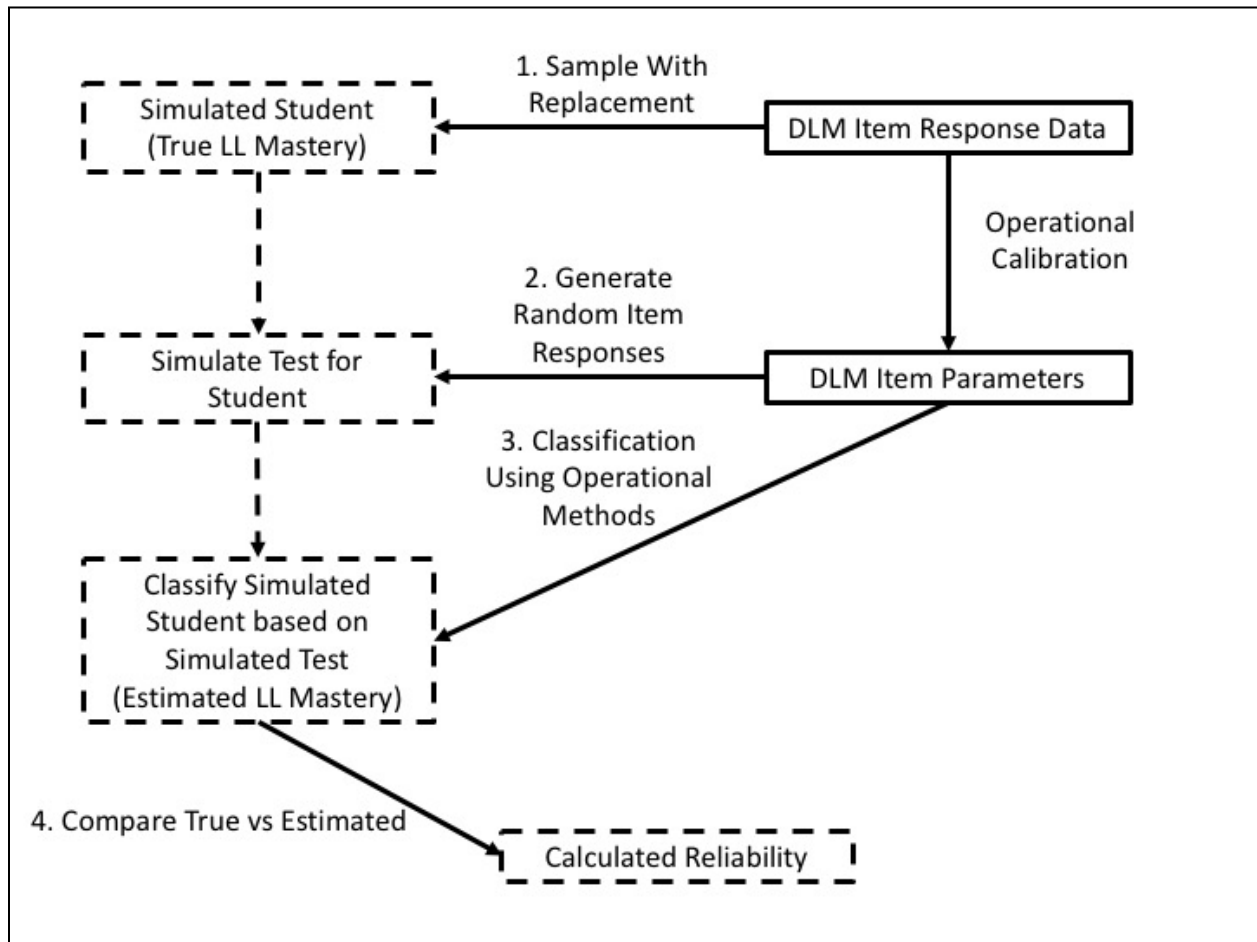 1. Sample With
Replacement
Simulated Student
(True LL Mastery)
DLM Item Response Data
Operational
Calibration
2. Generate
Random Item
Responses
Simulate Test for
Student
DLM Item Parameters
3. Classification
Using Operational
Methods
Classify Simulated
Student based on
Simulated Test
(Estimated LL Mastery)
4. Compare True vs Estimated
Calculated Reliability